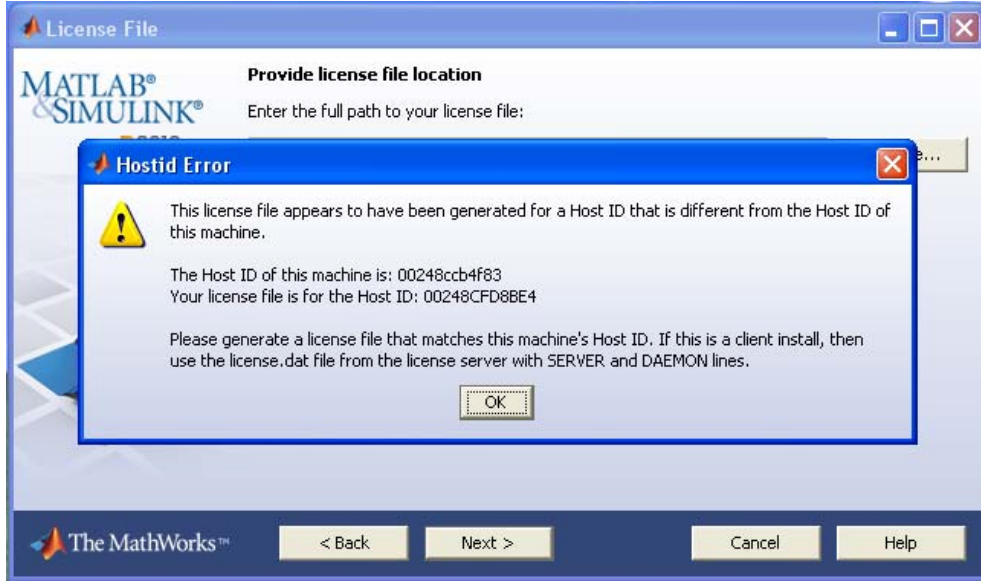 License File
MATLAB®
&SIMULINK®
Provide license file location
Enter the full path to your license file:
e...
Hostid Error
This license file appears to have been generated for a Host ID that is different from the Host ID of
this machine.
The Host ID of this machine is: 00248ccb4f83
Your license file is for the Host ID: 00248CFD8BE4
Please generate a license file that matches this machine's Host ID. If this is a client install, then
use the license.dat file from the license server with SERVER and DAEMON lines.
OK
The MathWorks™
< Back
Next >
Cancel
Help